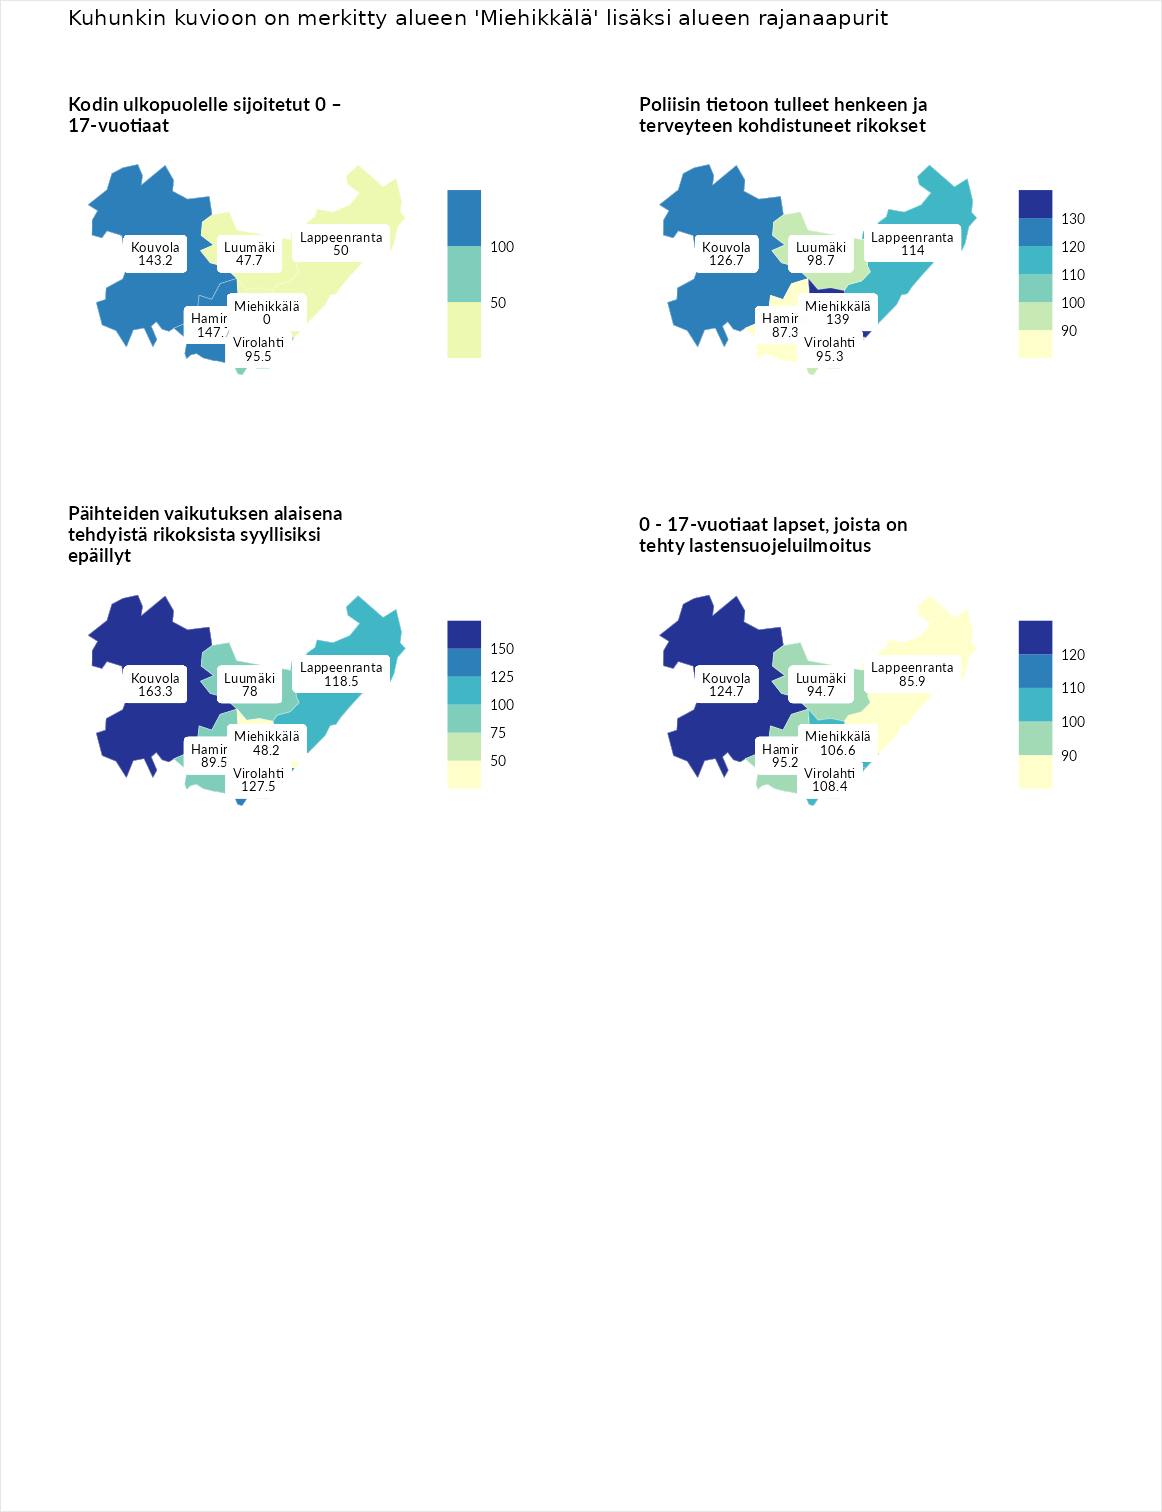 Kuhunkin kuvioon on merkitty alueen 'Miehikkälä' lisäksi alueen rajanaapurit
Kodin ulkopuolelle sijoitetut 0 –
17-vuotiaat
Kouvola
143.2
Luumäki
47.7
Lappeenranta
50
Miehikkälä
0
Hamin
147.7
Virolahti
95.5
100
50
Poliisin tietoon tulleet henkeen ja
terveyteen kohdistuneet rikokset
Kouvola
126.7
Luumäki
98.7
Lappeenranta
114
Miehikkälä
139
Hamin
87.3
Virolahti
95.3
130
120
110
100
90
Päihteiden vaikutuksen alaisena
tehdyistä rikoksista syyllisiksi
epäillyt
Kouvola
163.3
Luumäki
78
Lappeenranta
118.5
Miehikkälä
48.2
Hamin
89.5
Virolahti
127.5
150
125
100
75
50
0 - 17-vuotiaat lapset, joista on
tehty lastensuojeluilmoitus
Kouvola
124.7
Luumäki
94.7
Lappeenranta
85.9
Miehikkälä
106.6
Hamin
95.2
Virolahti
108.4
120
110
100
90